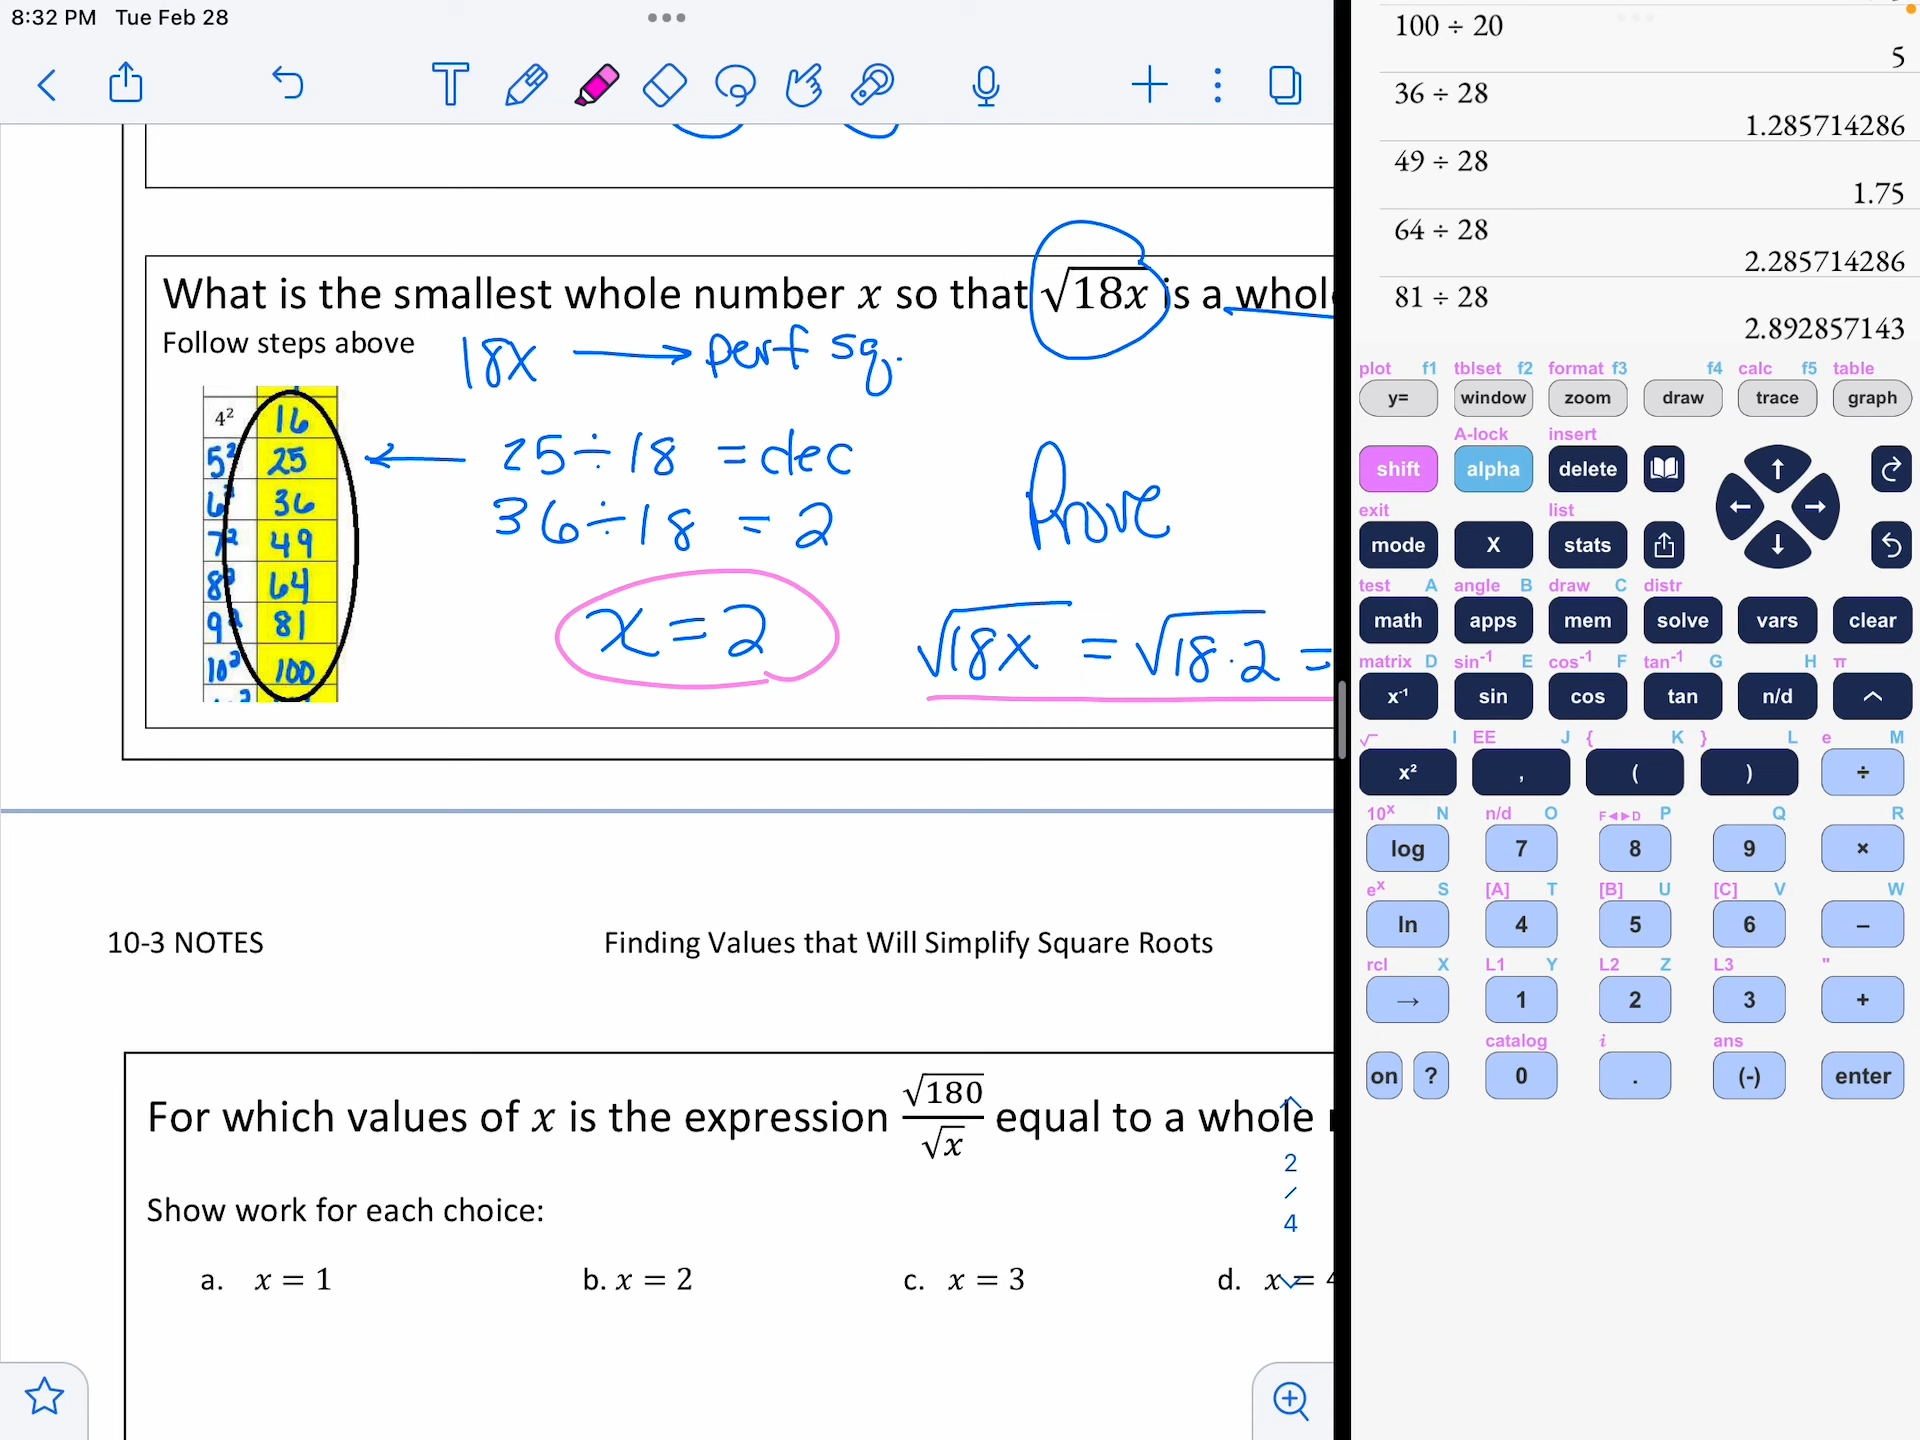 8:32 PM Tue Feb 28
What is the smallest whole number x so that √18x is a whol
Follow steps above
18x → perf sq.
4² 16
5² 25
6² 36
7² 49
8² 64
9² 81
10² 100
← 25÷18 = dec
36÷18 = 2
x = 2
Prove
√18x = √18·2 =
10-3 NOTES Finding Values that Will Simplify Square Roots
For which values of x is the expression √180/√x equal to a whole
Show work for each choice:
a. x = 1 b. x = 2 c. x = 3 d. x = 4
2
/
4
100 ÷ 20
5
36 ÷ 28
1.285714286
49 ÷ 28
1.75
64 ÷ 28
2.285714286
81 ÷ 28
2.892857143
plot f1 tblset f2 format f3 f4 calc f5 table
y= window zoom draw trace graph
A-lock insert
shift alpha delete
exit list
mode X stats
test A angle B draw C distr
math apps mem solve vars clear
matrix D sin⁻¹ E cos⁻¹ F tan⁻¹ G H π
x⁻¹ sin cos tan n/d ^
√ I EE J { K } L e M
x² , ( ) ÷
10ˣ N n/d O F◄►D P Q R
log 7 8 9 ×
eˣ S [A] T [B] U [C] V W
ln 4 5 6 −
rcl X L1 Y L2 Z L3 "
→ 1 2 3 +
catalog i ans
on ? 0 . (-) enter